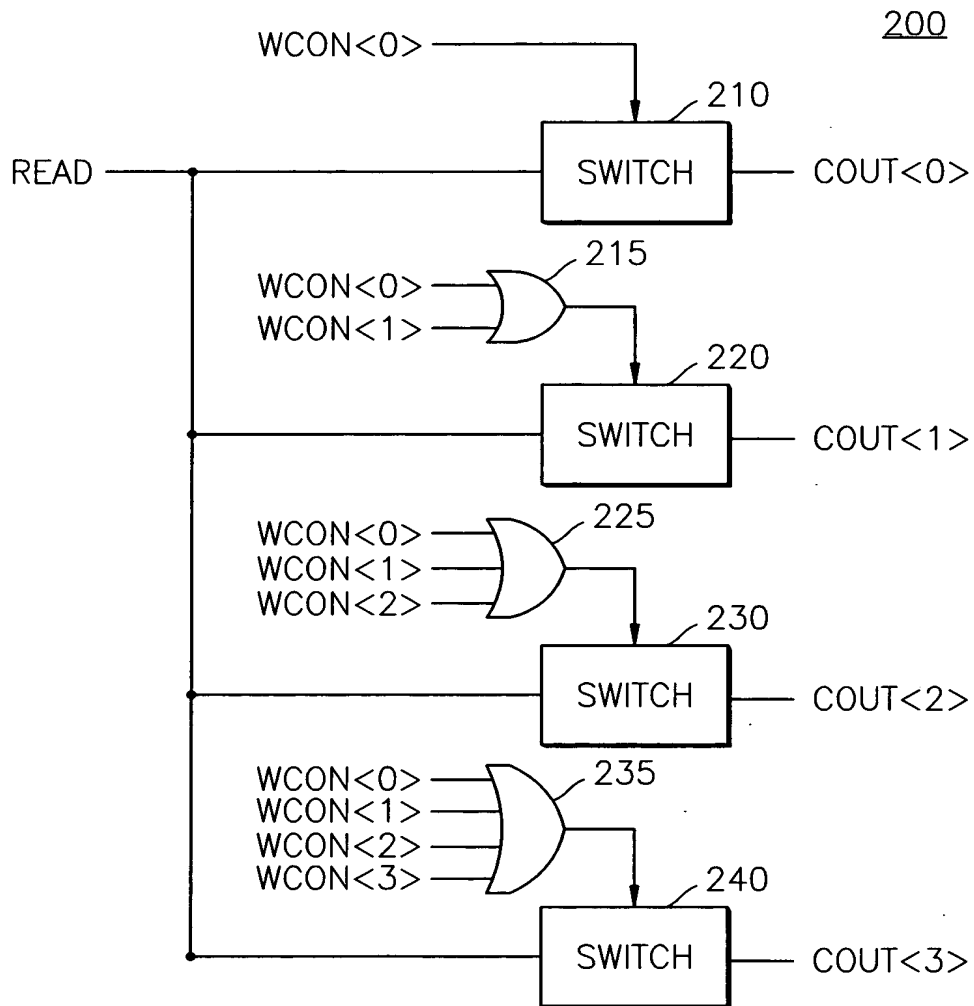 200
WCON<0>
210
READ
SWITCH
COUT<0>
215
WCON<0>
WCON<1>
220
SWITCH
COUT<1>
225
WCON<0>
WCON<1>
WCON<2>
230
SWITCH
COUT<2>
235
WCON<0>
WCON<1>
WCON<2>
WCON<3>
240
SWITCH
COUT<3>